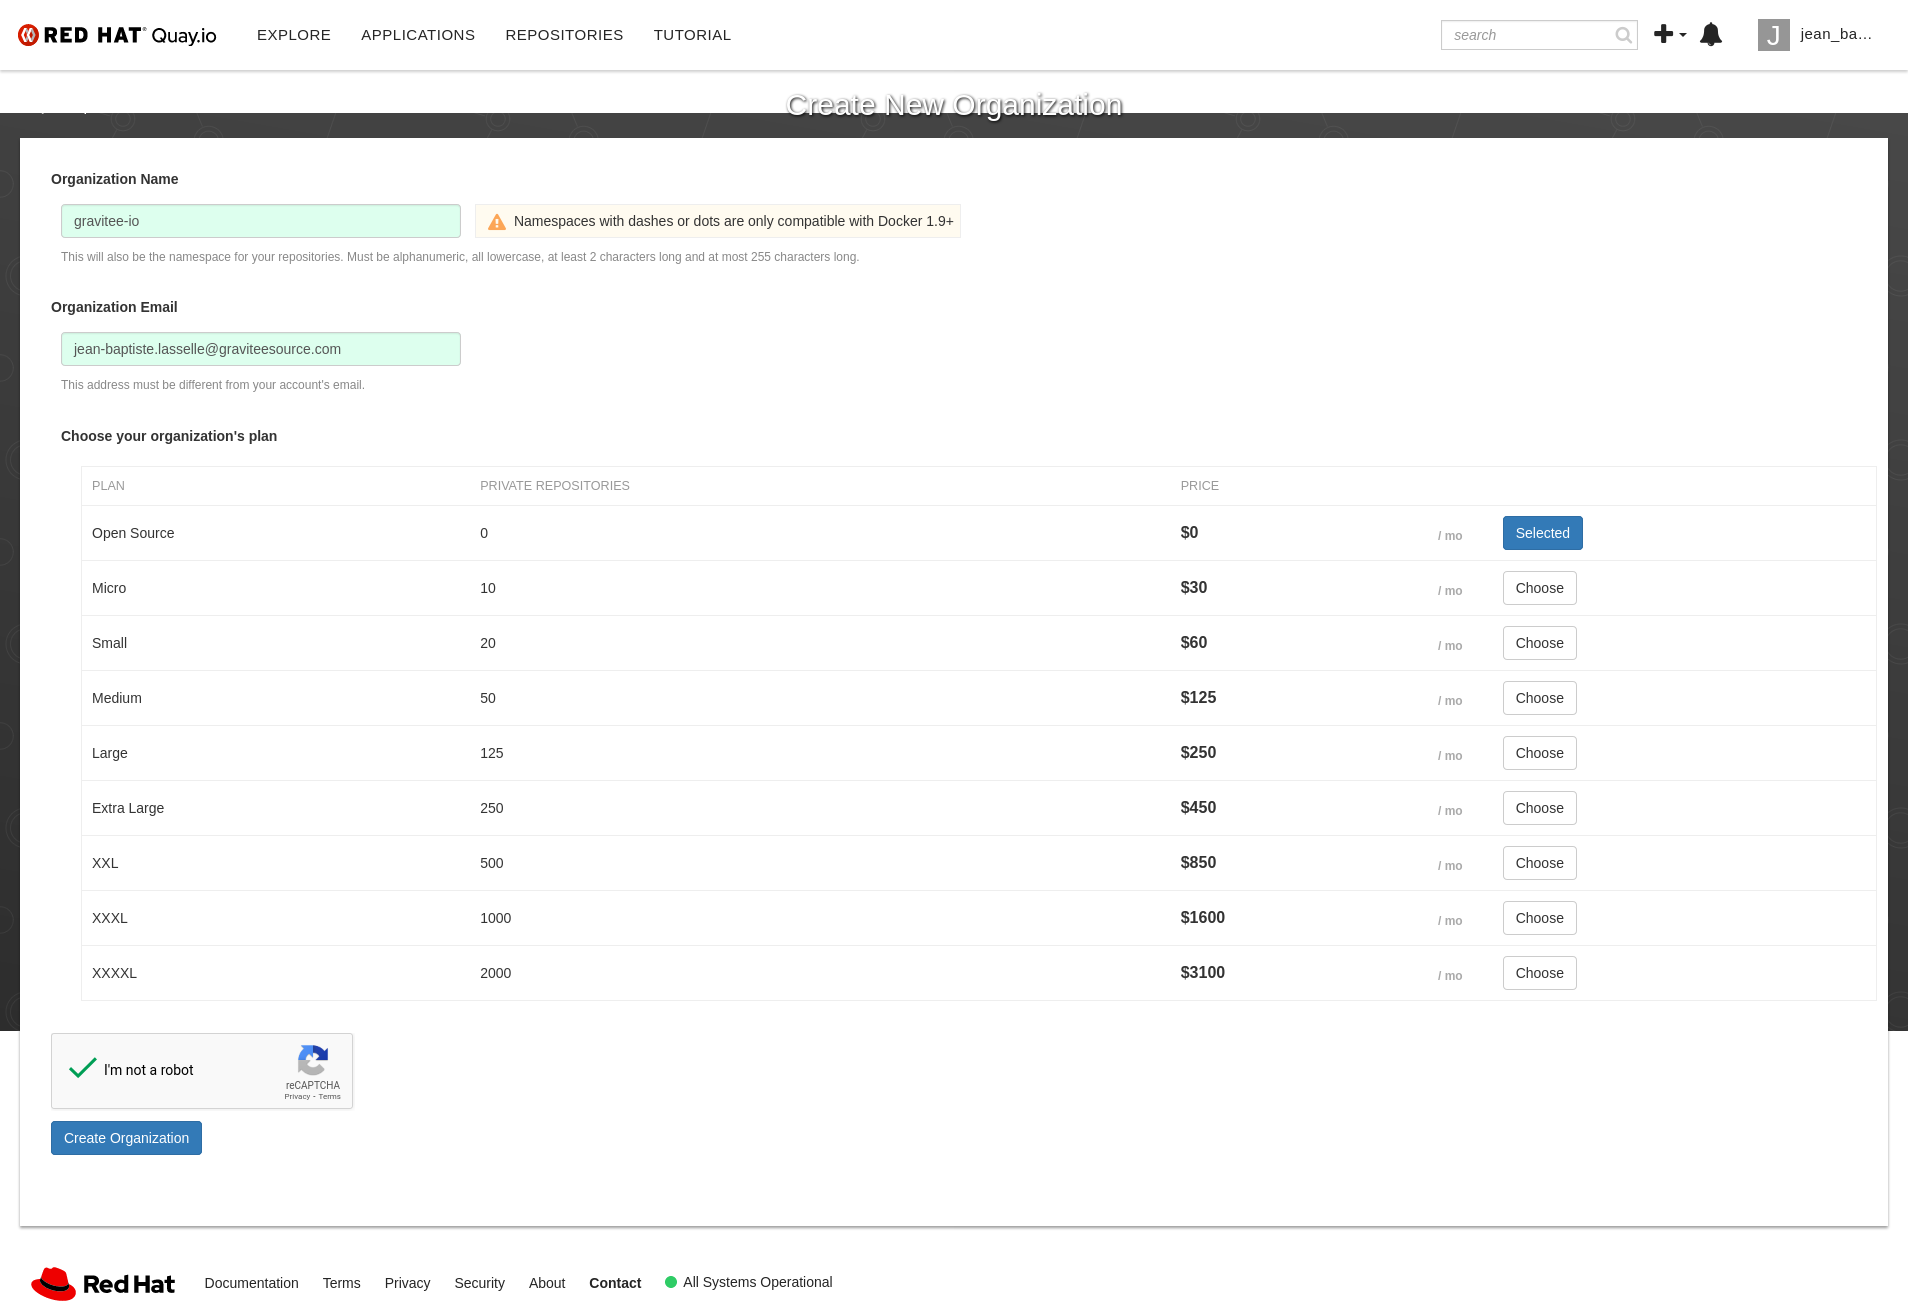 RED HAT® Quay.io EXPLORE APPLICATIONS REPOSITORIES TUTORIAL search J jean_ba...
Create New Organization
Organization Name
gravitee-io Namespaces with dashes or dots are only compatible with Docker 1.9+
This will also be the namespace for your repositories. Must be alphanumeric, all lowercase, at least 2 characters long and at most 255 characters long.
Organization Email
jean-baptiste.lasselle@graviteesource.com
This address must be different from your account's email.
Choose your organization's plan
PLAN PRIVATE REPOSITORIES PRICE
Open Source 0 $0 / mo Selected
Micro 10 $30 / mo Choose
Small 20 $60 / mo Choose
Medium 50 $125 / mo Choose
Large 125 $250 / mo Choose
Extra Large 250 $450 / mo Choose
XXL 500 $850 / mo Choose
XXXL 1000 $1600 / mo Choose
XXXXL 2000 $3100 / mo Choose
I'm not a robot
reCAPTCHA
Privacy - Terms
Create Organization
Red Hat Documentation Terms Privacy Security About Contact All Systems Operational